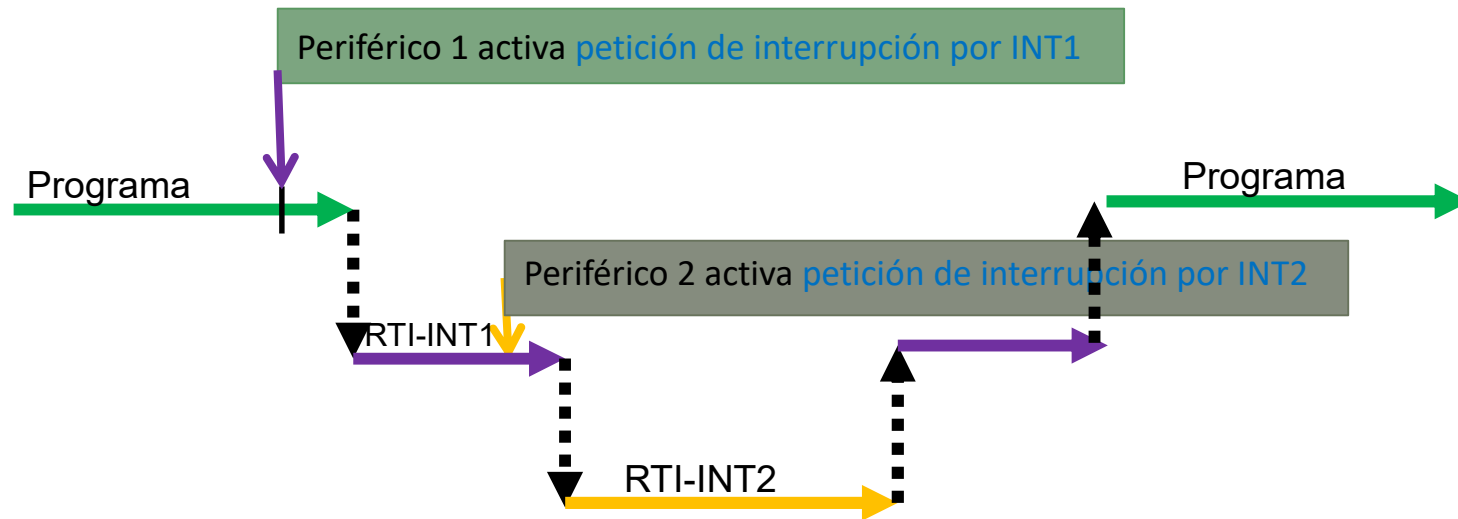 Periférico 1 activa petición de interrupción por INT1
Programa
Programa
Periférico 2 activa petición de interrupción por INT2
RTI-INT1
RTI-INT2